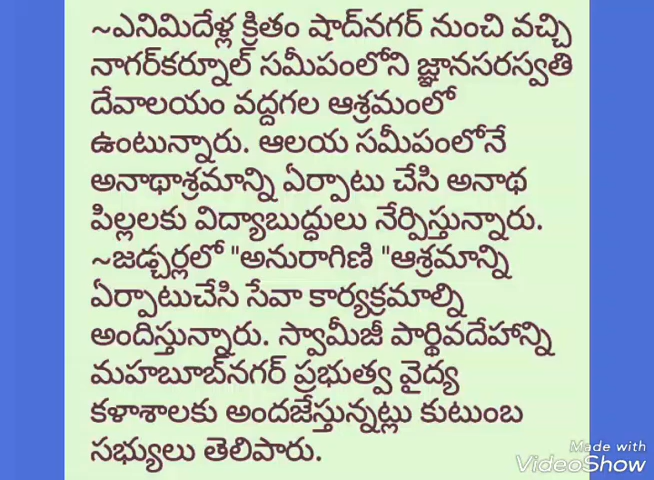 ~ఎనిమిదేళ్ల క్రితం షాద్‌నగర్ నుంచి వచ్చి
నాగర్‌కర్నూల్ సమీపంలోని జ్ఞానసరస్వతి
దేవాలయం వద్దగల ఆశ్రమంలో
ఉంటున్నారు. ఆలయ సమీపంలోనే
అనాథాశ్రమాన్ని ఏర్పాటు చేసి అనాథ
పిల్లలకు విద్యాబుద్ధులు నేర్పిస్తున్నారు.
~జడ్చర్లలో "అనురాగిణి "ఆశ్రమాన్ని
ఏర్పాటుచేసి సేవా కార్యక్రమాల్ని
అందిస్తున్నారు. స్వామీజీ పార్థివదేహాన్ని
మహబూబ్‌నగర్ ప్రభుత్వ వైద్య
కళాశాలకు అందజేస్తున్నట్లు కుటుంబ
సభ్యులు తెలిపారు.
Made with
VideoShow